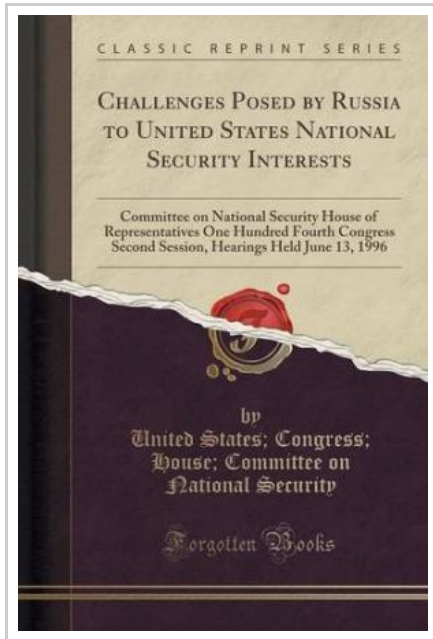 CLASSIC REPRINT SERIES
CHALLENGES POSED BY RUSSIA
TO UNITED STATES NATIONAL
SECURITY INTERESTS
Committee on National Security House of
Representatives One Hundred Fourth Congress
Second Session, Hearings Held June 13, 1996
by
United States; Congress;
House; Committee on
National Security
Forgotten Books